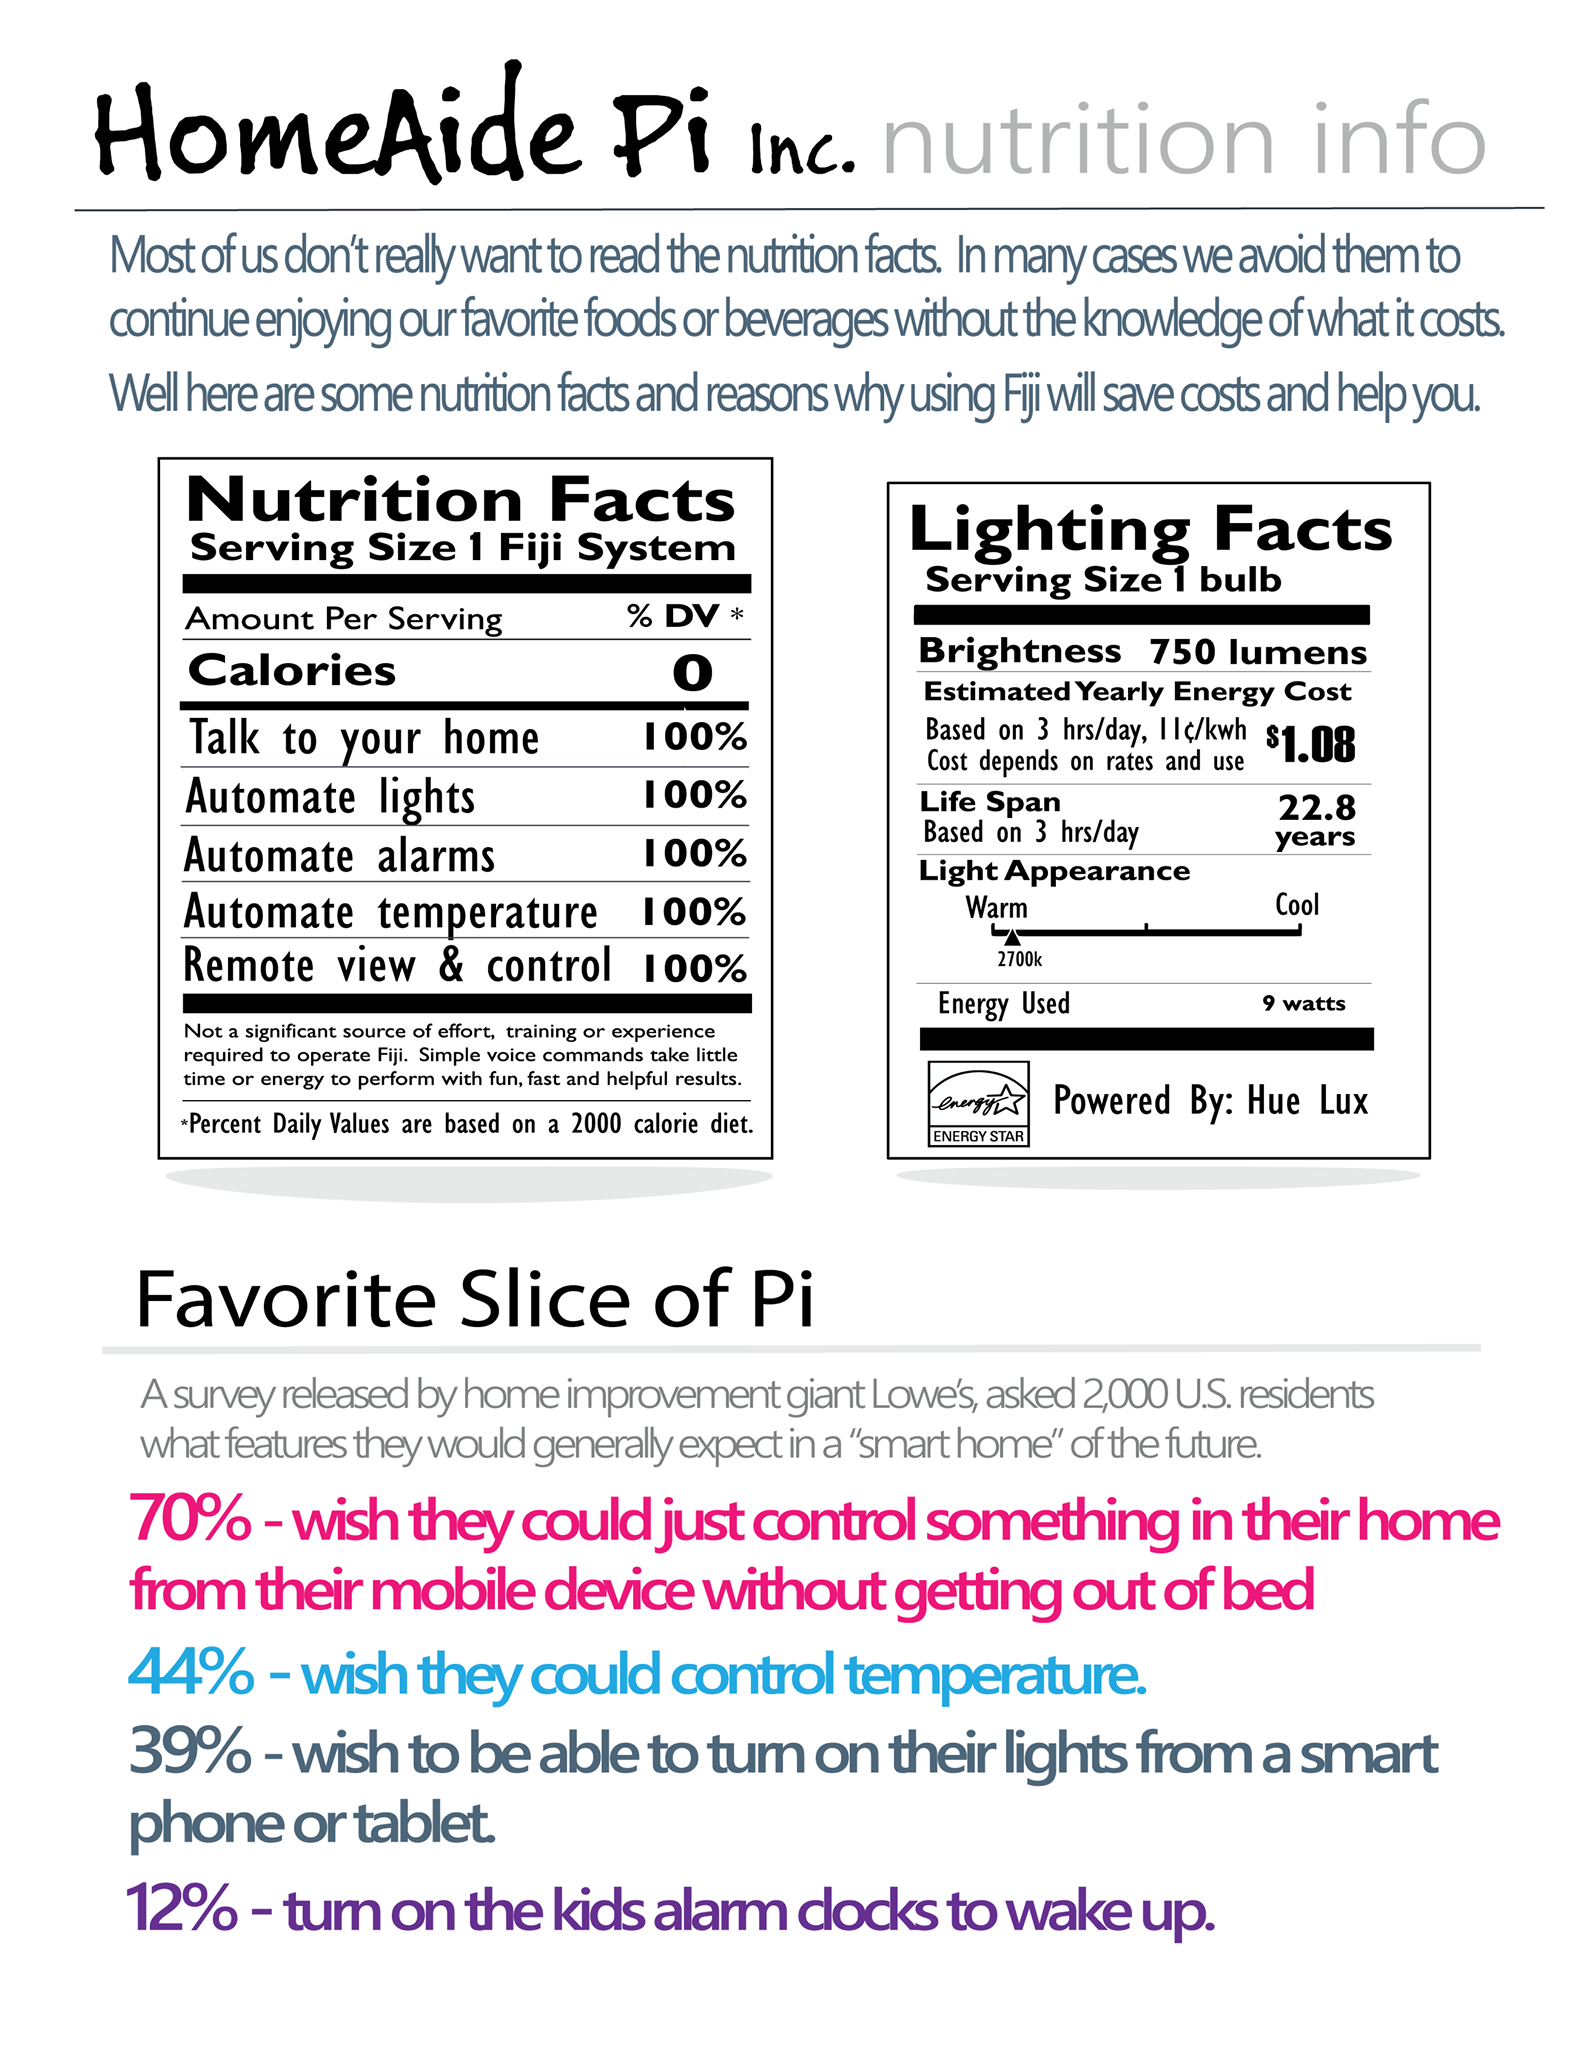 HomeAide Pi Inc. nutrition info
Most of us don't really want to read the nutrition facts. In many cases we avoid them to
continue enjoying our favorite foods or beverages without the knowledge of what it costs.
Well here are some nutrition facts and reasons why using Fiji will save costs and help you.
Nutrition Facts
Serving Size 1 Fiji System
Amount Per Serving % DV *
Calories 0
Talk to your home 100%
Automate lights 100%
Automate alarms 100%
Automate temperature 100%
Remote view & control 100%
Not a significant source of effort, training or experience
required to operate Fiji. Simple voice commands take little
time or energy to perform with fun, fast and helpful results.
*Percent Daily Values are based on a 2000 calorie diet.
Lighting Facts
Serving Size 1 bulb
Brightness 750 lumens
Estimated Yearly Energy Cost
Based on 3 hrs/day, 11¢/kwh $1.08
Cost depends on rates and use
Life Span 22.8
Based on 3 hrs/day years
Light Appearance
Warm Cool
2700k
Energy Used 9 watts
energy
ENERGY STAR
Powered By: Hue Lux
Favorite Slice of Pi
A survey released by home improvement giant Lowe's, asked 2,000 U.S. residents
what features they would generally expect in a "smart home" of the future.
70% - wish they could just control something in their home
from their mobile device without getting out of bed
44% - wish they could control temperature.
39% - wish to be able to turn on their lights from a smart
phone or tablet.
12% - turn on the kids alarm clocks to wake up.